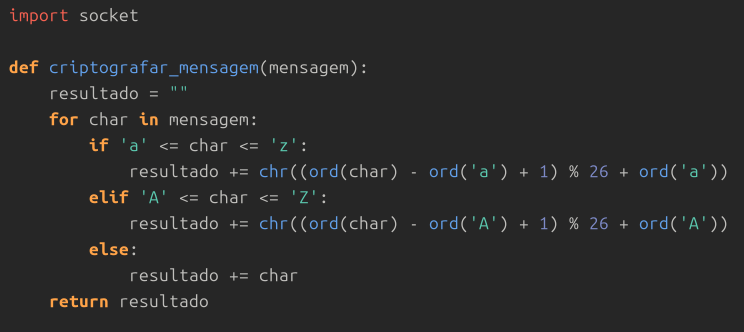 import socket

def criptografar_mensagem(mensagem):
    resultado = ""
    for char in mensagem:
        if 'a' <= char <= 'z':
            resultado += chr((ord(char) - ord('a') + 1) % 26 + ord('a'))
        elif 'A' <= char <= 'Z':
            resultado += chr((ord(char) - ord('A') + 1) % 26 + ord('A'))
        else:
            resultado += char
    return resultado